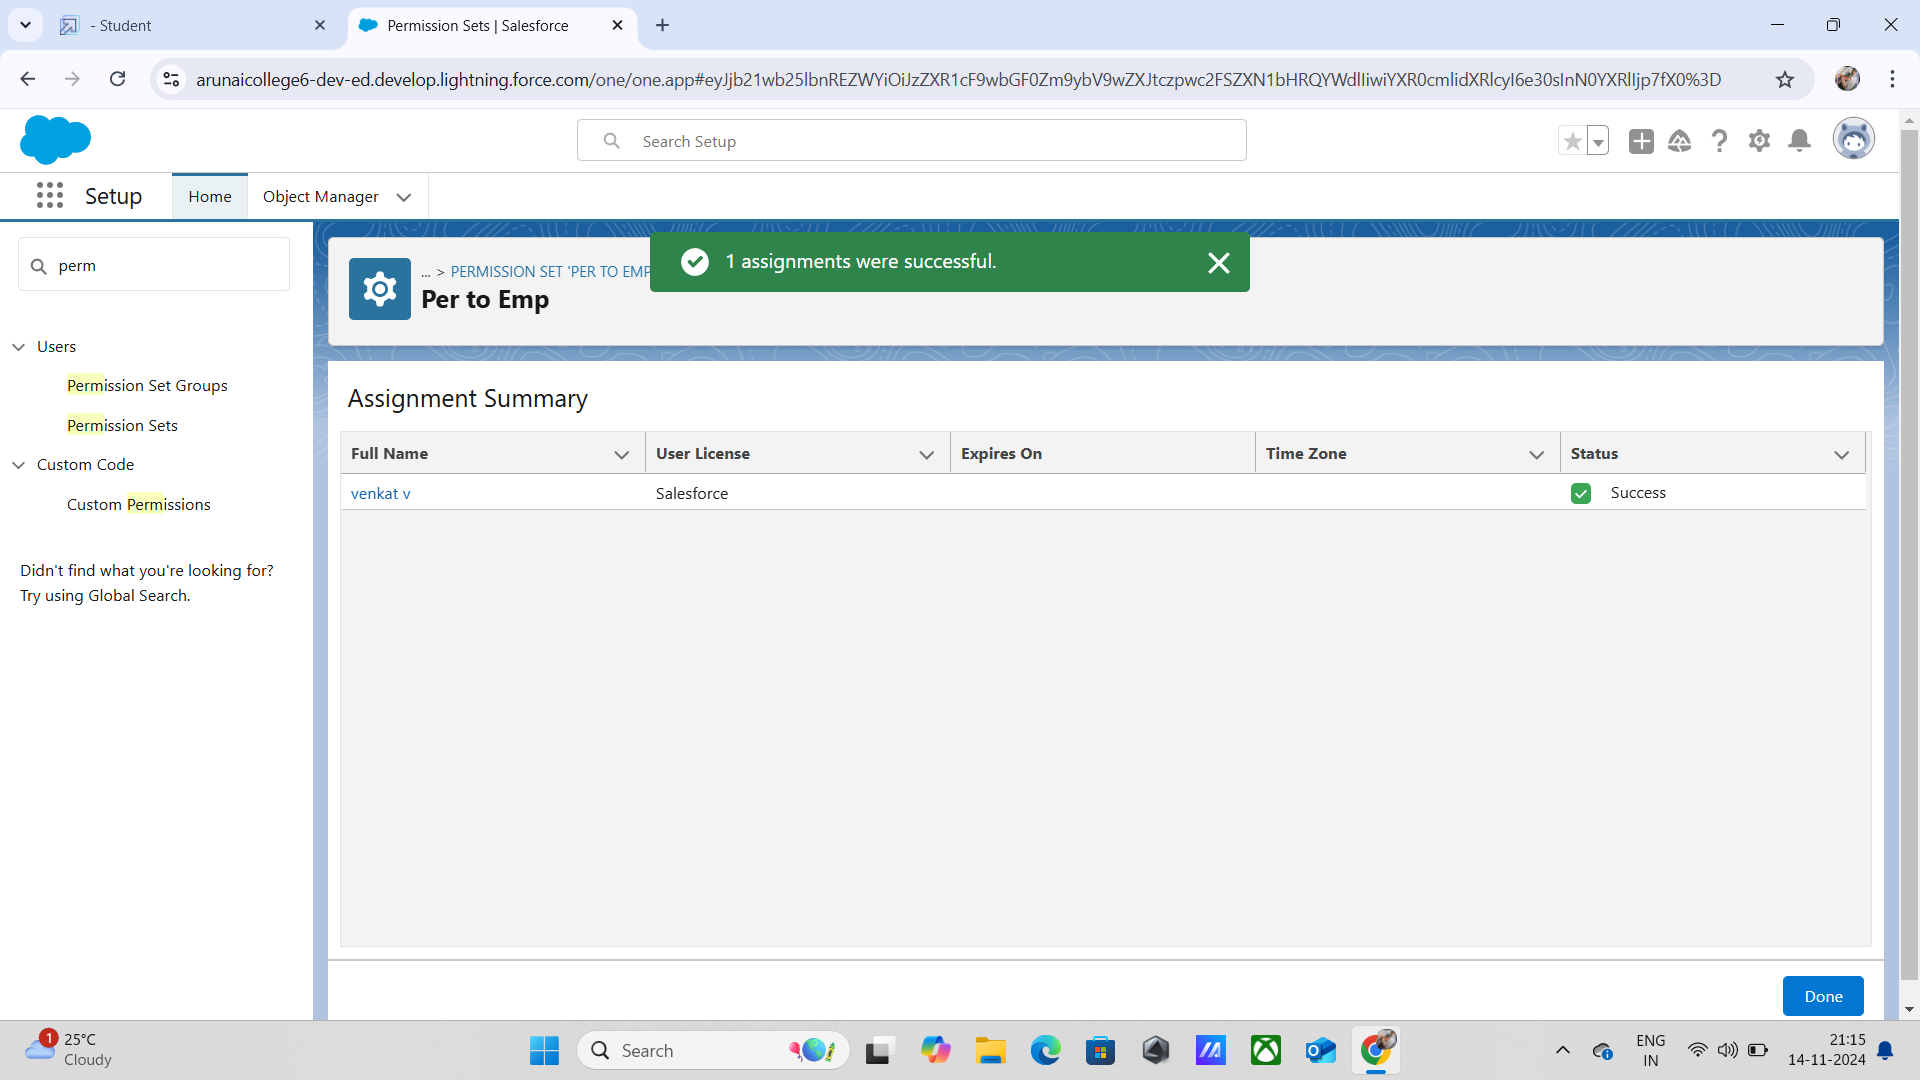 - Student
Permission Sets | Salesforce
arunaicollege6-dev-ed.develop.lightning.force.com/one/one.app#eyJjb21wb25lbnREZWYiOiJzZXR1cF9wbGF0Zm9ybV9wZXJtczpwc2FSZXN1bHRQYWdlIiwiYXR0cmlidXRlcyI6e30sInN0YXRlIjp7fX0%3D
Search Setup
Setup
Home
Object Manager
perm
... > PERMISSION SET 'PER TO EMP
1 assignments were successful.
Per to Emp
Users
Permission Set Groups
Permission Sets
Custom Code
Custom Permissions
Didn't find what you're looking for?
Try using Global Search.
Assignment Summary
Full Name User License Expires On Time Zone Status
venkat v Salesforce Success
Done
1
25°C
Cloudy
Search
ENG
IN
21:15
14-11-2024